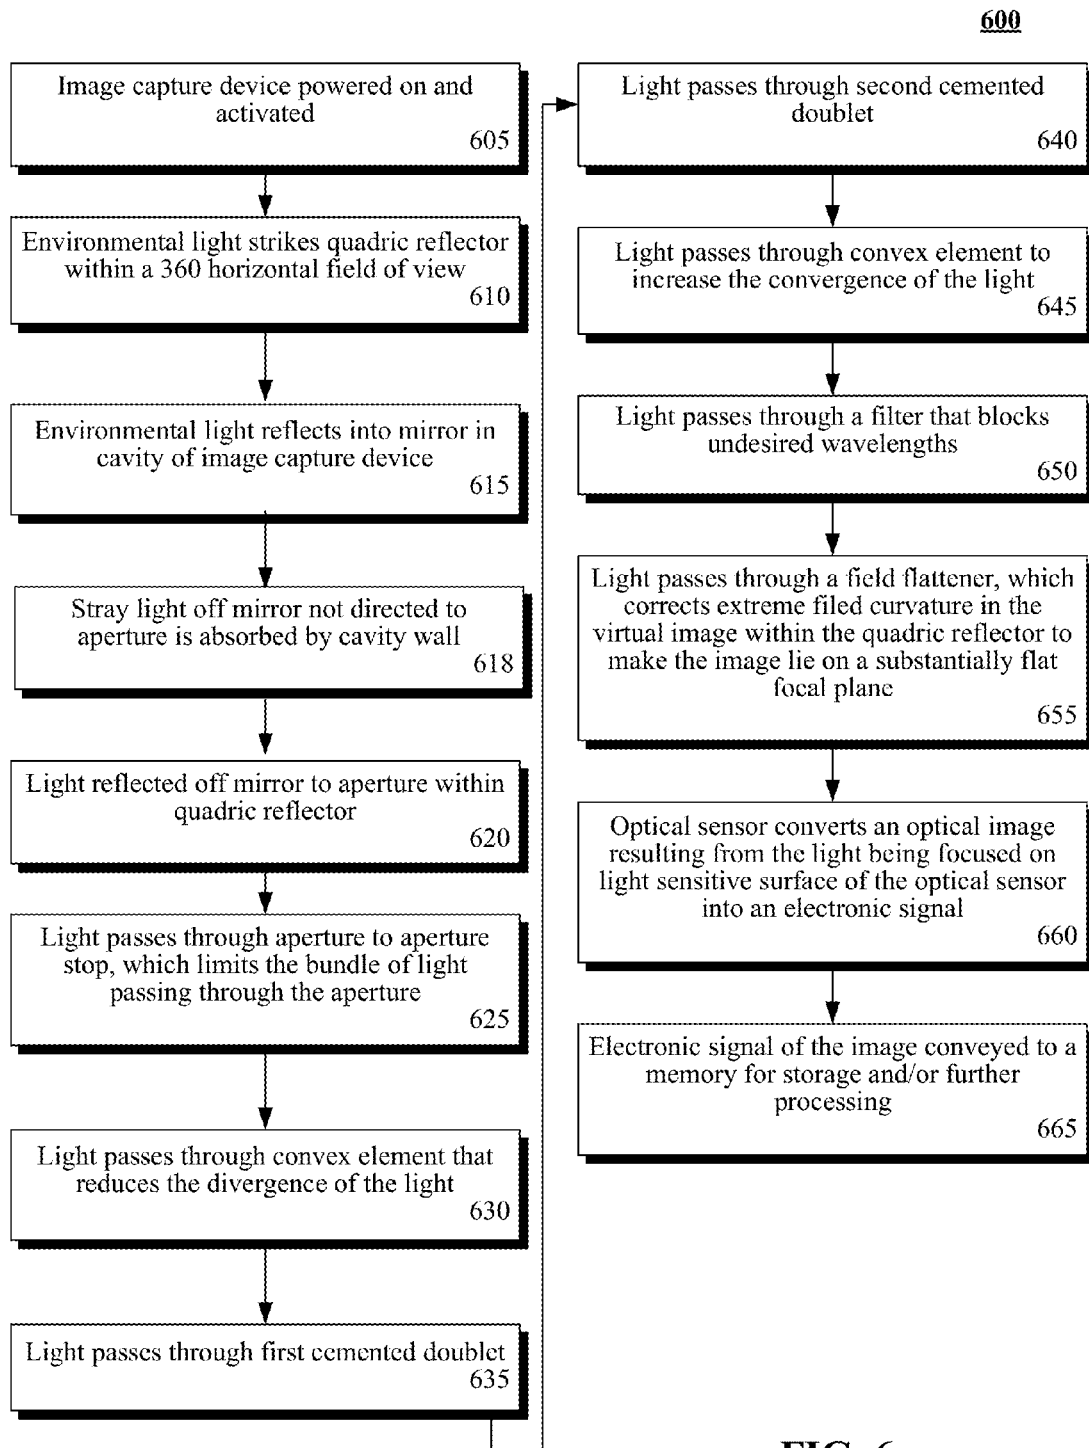 600
Image capture device powered on and
activated
605
Environmental light strikes quadric reflector
within a 360 horizontal field of view
610
Environmental light reflects into mirror in
cavity of image capture device
615
Stray light off mirror not directed to
aperture is absorbed by cavity wall
618
Light reflected off mirror to aperture within
quadric reflector
620
Light passes through aperture to aperture
stop, which limits the bundle of light
passing through the aperture
625
Light passes through convex element that
reduces the divergence of the light
630
Light passes through first cemented doublet
635
Light passes through second cemented
doublet
640
Light passes through convex element to
increase the convergence of the light
645
Light passes through a filter that blocks
undesired wavelengths
650
Light passes through a field flattener, which
corrects extreme filed curvature in the
virtual image within the quadric reflector to
make the image lie on a substantially flat
focal plane
655
Optical sensor converts an optical image
resulting from the light being focused on
light sensitive surface of the optical sensor
into an electronic signal
660
Electronic signal of the image conveyed to a
memory for storage and/or further
processing
665
FIG. 6